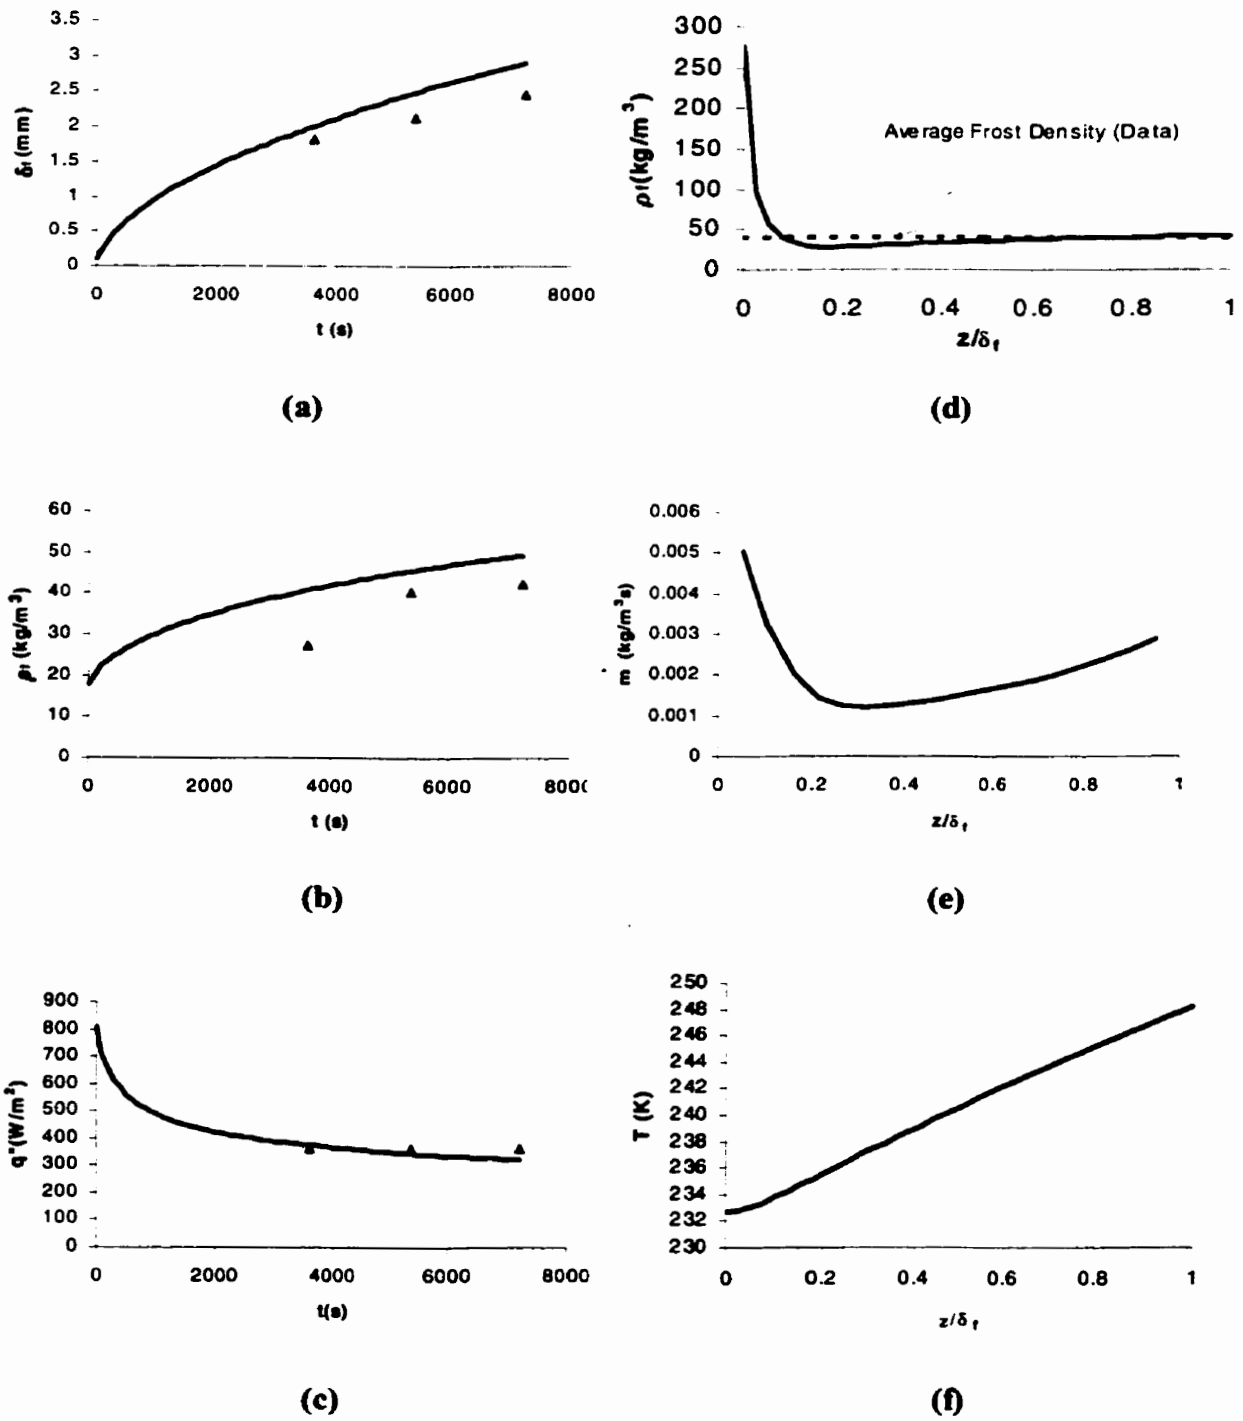 3.5
3
2.5
2
1.5
1
0.5
0
δf (mm)
0 2000 4000 6000 8000
t (s)
(a)
300
250
200
150
100
50
0
ρf(kg/m³)
Average Frost Density (Data)
0 0.2 0.4 0.6 0.8 1
z/δf
(d)
60
50
40
30
20
10
0
ρf (kg/m³)
0 2000 4000 6000 800
t (s)
(b)
0.006
0.005
0.004
0.003
0.002
0.001
0
m (kg/m³s)
0 0.2 0.4 0.6 0.8 1
z/δf
(e)
900
800
700
600
500
400
300
200
100
0
q"(W/m²)
0 2000 4000 6000 8000
t(s)
(c)
250
248
246
244
242
240
238
236
234
232
230
T (K)
0 0.2 0.4 0.6 0.8 1
z/δf
(f)